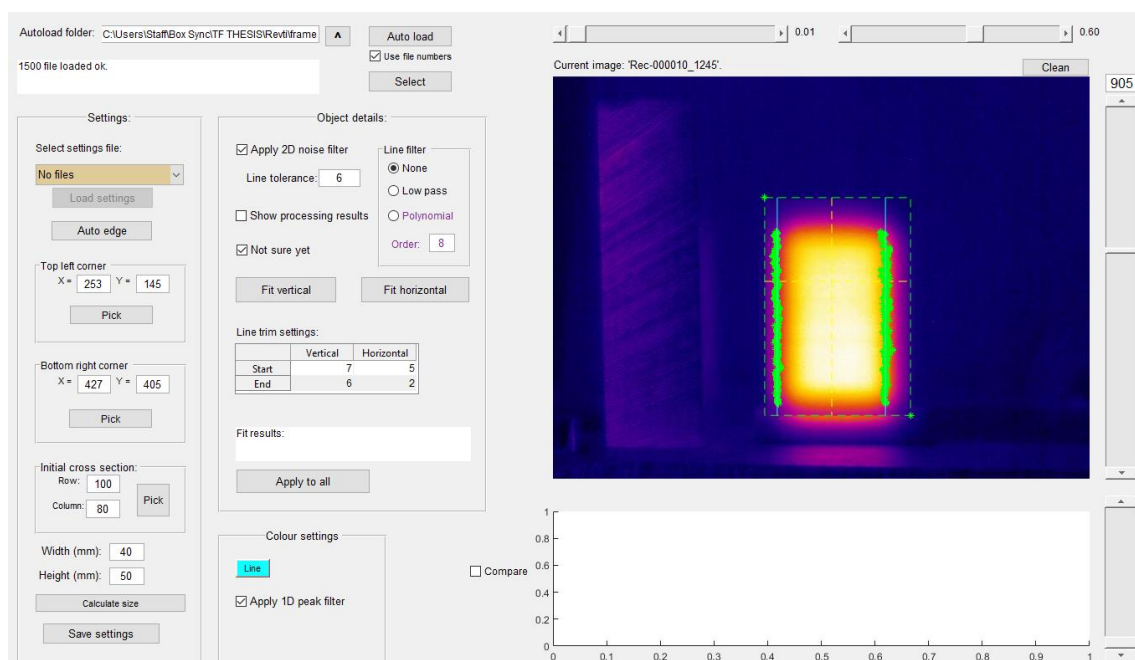 Autoload folder: C:\Users\Staff\Box Sync\TF THESIS\Revti\frame ʌ Auto load
Use file numbers
1500 file loaded ok.
Select
0.01 0.60
Current image: 'Rec-000010_1245'. Clean
905
Settings:
Select settings file:
No files
Load settings
Auto edge
Top left corner
X = 253 Y = 145
Pick
Bottom right corner
X = 427 Y = 405
Pick
Initial cross section:
Row: 100
Column: 80
Pick
Width (mm): 40
Height (mm): 50
Calculate size
Save settings
Object details:
Apply 2D noise filter
Line tolerance: 6
Show processing results
Not sure yet
Line filter
None
Low pass
Polynomial
Order: 8
Fit vertical Fit horizontal
Line trim settings:
Vertical Horizontal
Start 7 5
End 6 2
Fit results:
Apply to all
Colour settings
Line
Apply 1D peak filter
Compare
1
0.8
0.6
0.4
0.2
0
0 0.1 0.2 0.3 0.4 0.5 0.6 0.7 0.8 0.9 1